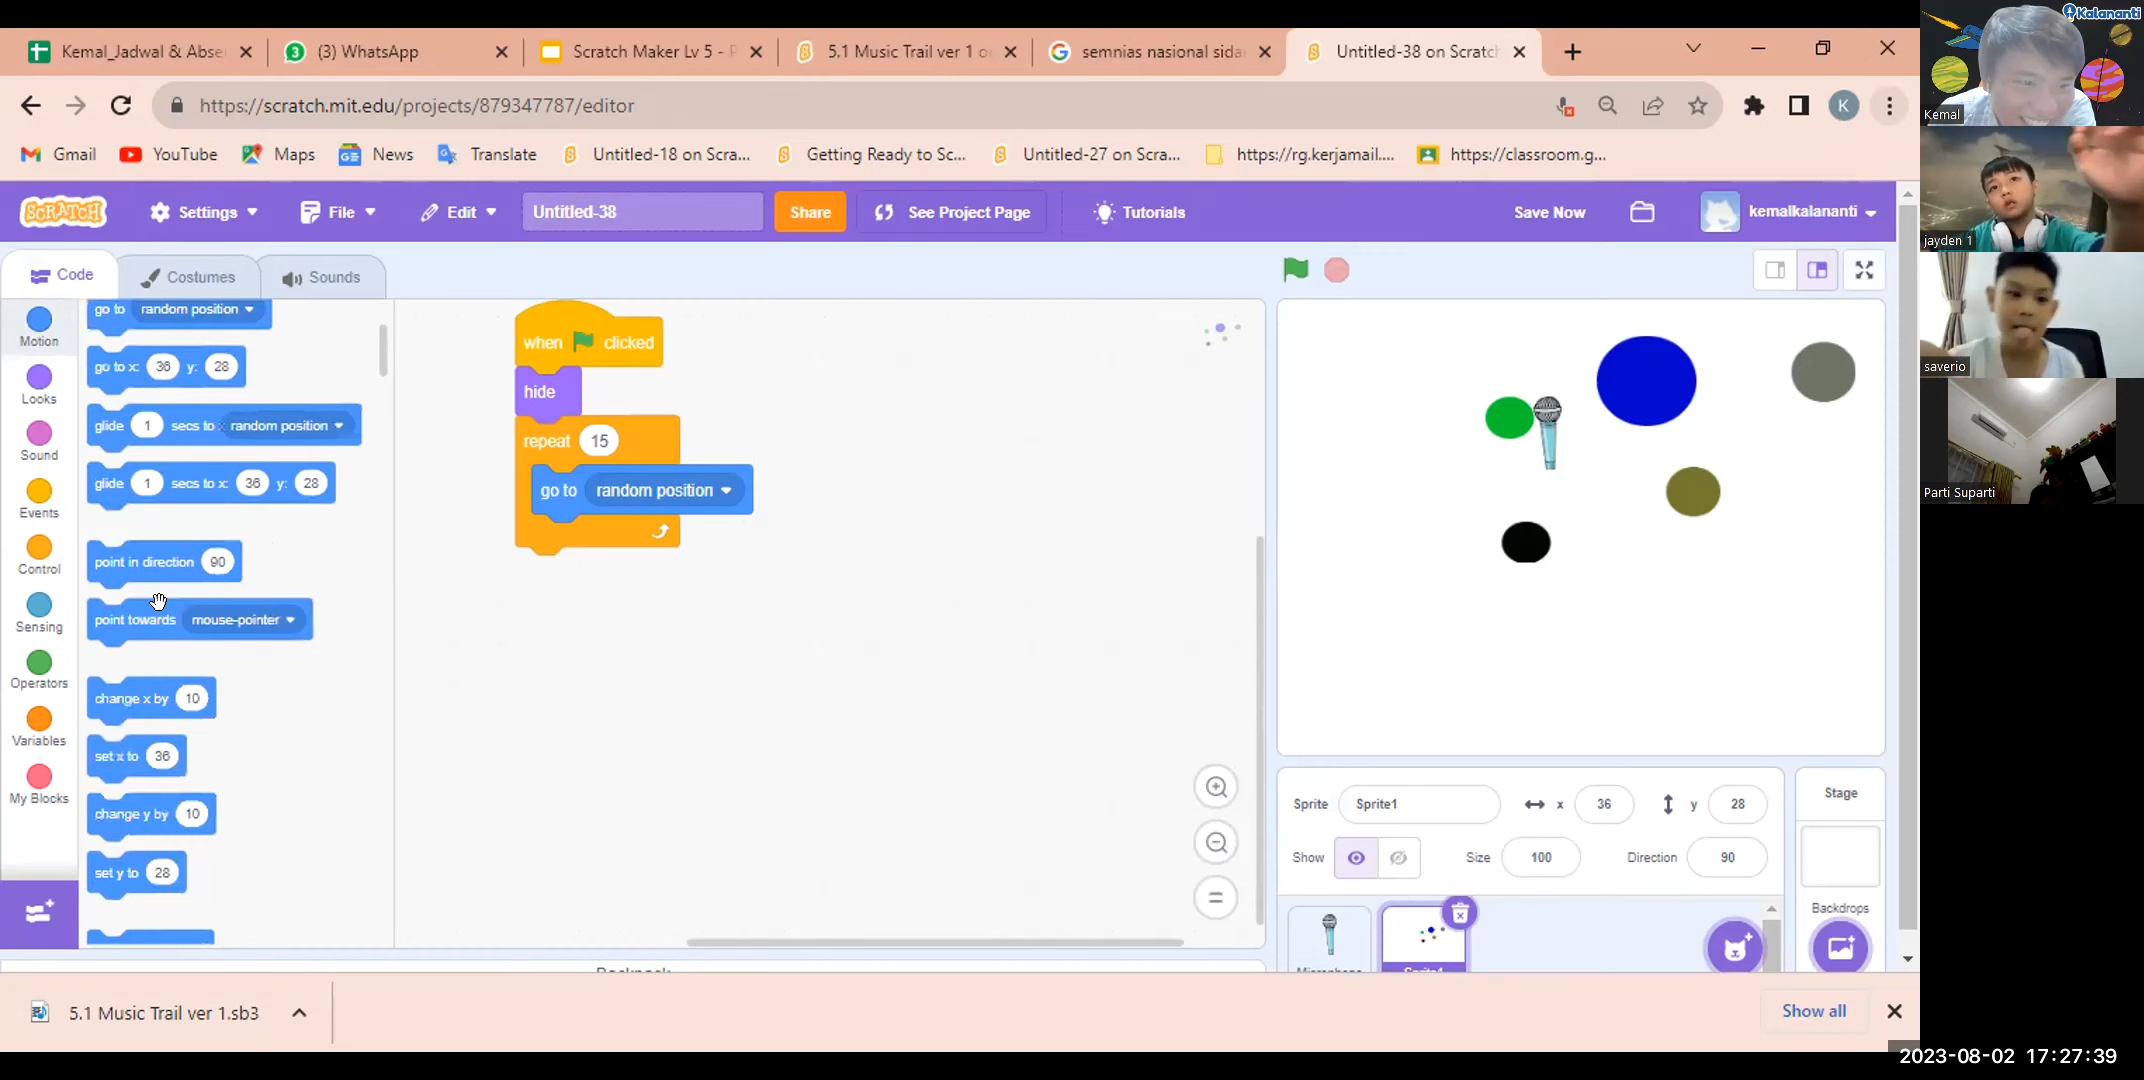 Kemal_Jadwal & Abse
(3) WhatsApp
Scratch Maker Lv 5 -
5.1 Music Trail ver 1 o
semnias nasional sida
Untitled-38 on Scratch
https://scratch.mit.edu/projects/879347787/editor
K
Gmail
YouTube
Maps
News
Translate
Untitled-18 on Scra...
Getting Ready to Sc...
Untitled-27 on Scra...
https://rg.kerjamail....
https://classroom.g...
SCRATCH
Settings
File
Edit
Untitled-38
Share
See Project Page
Tutorials
Save Now
kemalkalananti
Code
Costumes
Sounds
Motion
Looks
Sound
Events
Control
Sensing
Operators
Variables
My Blocks
go to random position
go to x: 36 y: 28
glide 1 secs to random position
glide 1 secs to x: 36 y: 28
point in direction 90
point towards mouse-pointer
change x by 10
set x to 36
change y by 10
set y to 28
when clicked
hide
repeat 15
go to random position
Sprite Sprite1 x 36 y 28
Show Size 100 Direction 90
Stage
Backdrops
Microphone
Sprite1
Backpack
5.1 Music Trail ver 1.sb3
Show all
Kalananti
Kemal
jayden 1
saverio
Parti Suparti
2023-08-02 17:27:39